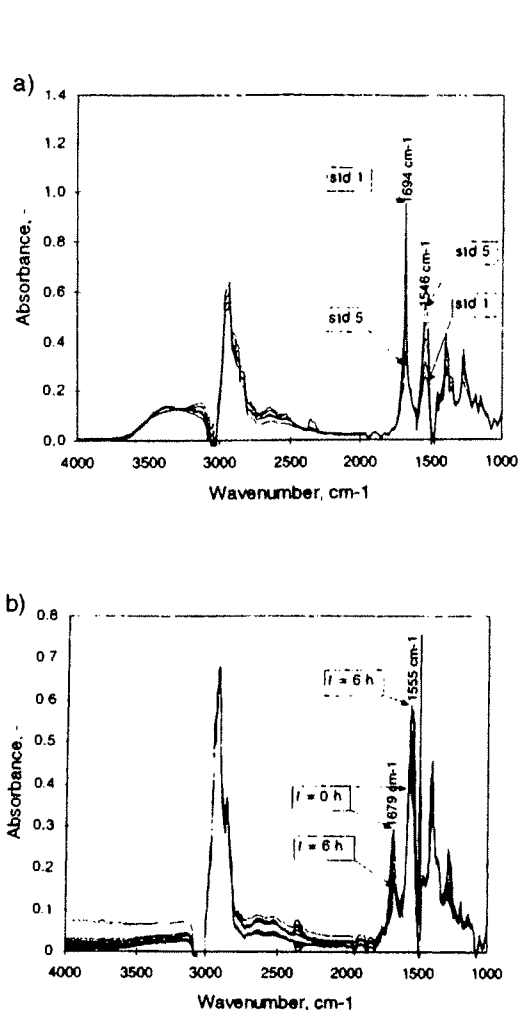 a)
1.4
1.2
1.0
0.8
0.6
0.4
0.2
0.0
Absorbance, -
std 1
1694 cm-1
std 5
1546 cm-1
std 5
std 1
4000 3500 3000 2500 2000 1500 1000
Wavenumber, cm-1
b)
0.8
0 7
0 6
0.5
0.4
0.3
0.2
0.1
0
Absorbance, -
t = 6 h
1555 cm-1
t = 0 h
1679 cm-1
t = 6 h
4000 3500 3000 2500 2000 1500 1000
Wavenumber, cm-1